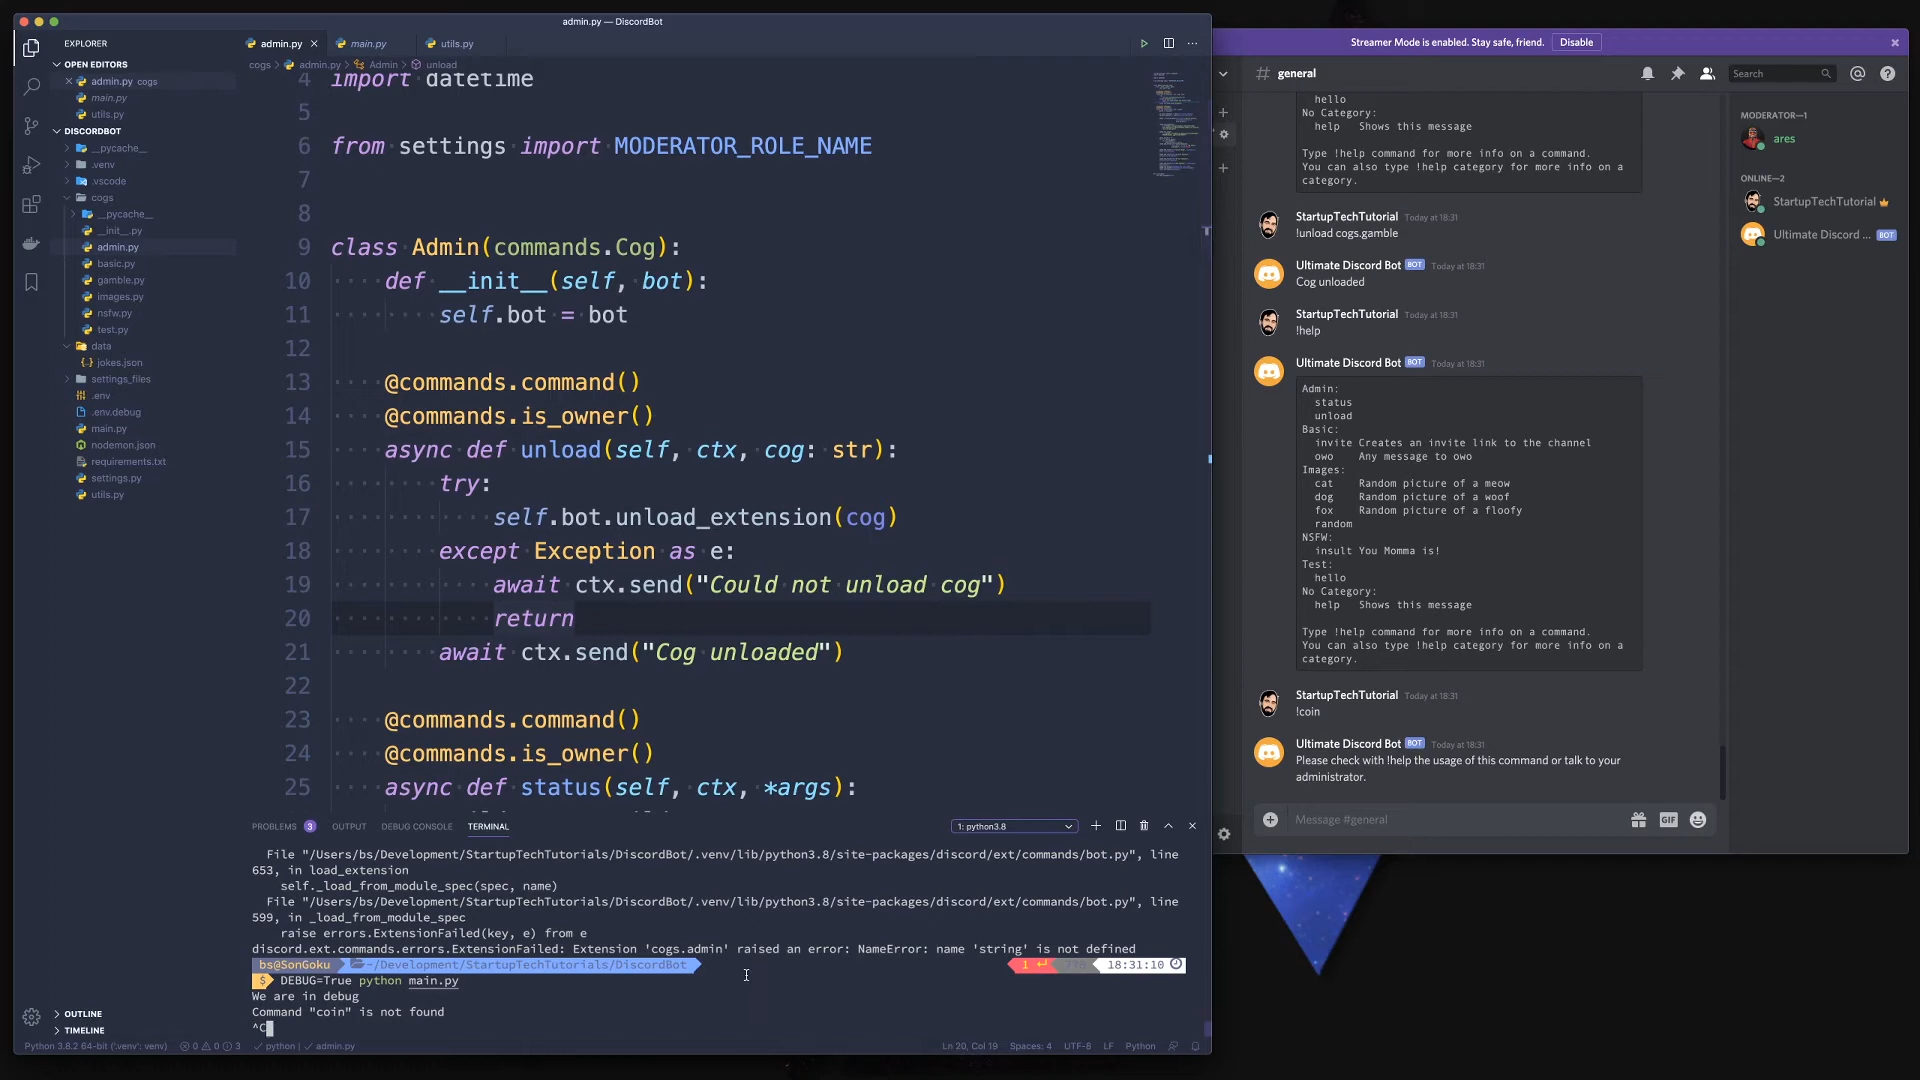 admin.py — DiscordBot
EXPLORER
OPEN EDITORS
admin.py cogs
main.py
utils.py
DISCORDBOT
__pycache__
.venv
.vscode
cogs
__pycache__
__init__.py
admin.py
basic.py
gamble.py
images.py
nsfw.py
test.py
data
jokes.json
settings_files
.env
.env.debug
main.py
nodemon.json
requirements.txt
settings.py
utils.py
OUTLINE
TIMELINE
admin.py
main.py
utils.py
cogs > admin.py > Admin > unload
4 import datetime
5
6 from settings import MODERATOR_ROLE_NAME
7
8
9 class Admin(commands.Cog):
10 def __init__(self, bot):
11 self.bot = bot
12
13 @commands.command()
14 @commands.is_owner()
15 async def unload(self, ctx, cog: str):
16 try:
17 self.bot.unload_extension(cog)
18 except Exception as e:
19 await ctx.send("Could not unload cog")
20 return
21 await ctx.send("Cog unloaded")
22
23 @commands.command()
24 @commands.is_owner()
25 async def status(self, ctx, *args):
PROBLEMS 3 OUTPUT DEBUG CONSOLE TERMINAL 1: python3.8
File "/Users/bs/Development/StartupTechTutorials/DiscordBot/.venv/lib/python3.8/site-packages/discord/ext/commands/bot.py", line
653, in load_extension
self._load_from_module_spec(spec, name)
File "/Users/bs/Development/StartupTechTutorials/DiscordBot/.venv/lib/python3.8/site-packages/discord/ext/commands/bot.py", line
599, in _load_from_module_spec
raise errors.ExtensionFailed(key, e) from e
discord.ext.commands.errors.ExtensionFailed: Extension 'cogs.admin' raised an error: NameError: name 'string' is not defined
bs@SonGoku ~/Development/StartupTechTutorials/DiscordBot 1 18:31:10
$ DEBUG=True python main.py
We are in debug
Command "coin" is not found
^C
Python 3.8.2 64-bit ('.venv': venv) 0 0 3 python admin.py Ln 20, Col 19 Spaces: 4 UTF-8 LF Python
Streamer Mode is enabled. Stay safe, friend. Disable
# general
Search
hello
No Category:
help Shows this message
Type !help command for more info on a command.
You can also type !help category for more info on a
category.
StartupTechTutorial Today at 18:31
!unload cogs.gamble
Ultimate Discord Bot BOT Today at 18:31
Cog unloaded
StartupTechTutorial Today at 18:31
!help
Ultimate Discord Bot BOT Today at 18:31
Admin:
status
unload
Basic:
invite Creates an invite link to the channel
owo Any message to owo
Images:
cat Random picture of a meow
dog Random picture of a woof
fox Random picture of a floofy
random
NSFW:
insult You Momma is!
Test:
hello
No Category:
help Shows this message
Type !help command for more info on a command.
You can also type !help category for more info on a
category.
StartupTechTutorial Today at 18:31
!coin
Ultimate Discord Bot BOT Today at 18:31
Please check with !help the usage of this command or talk to your
administrator.
Message #general
GIF
MODERATOR—1
ares
ONLINE—2
StartupTechTutorial
Ultimate Discord ... BOT